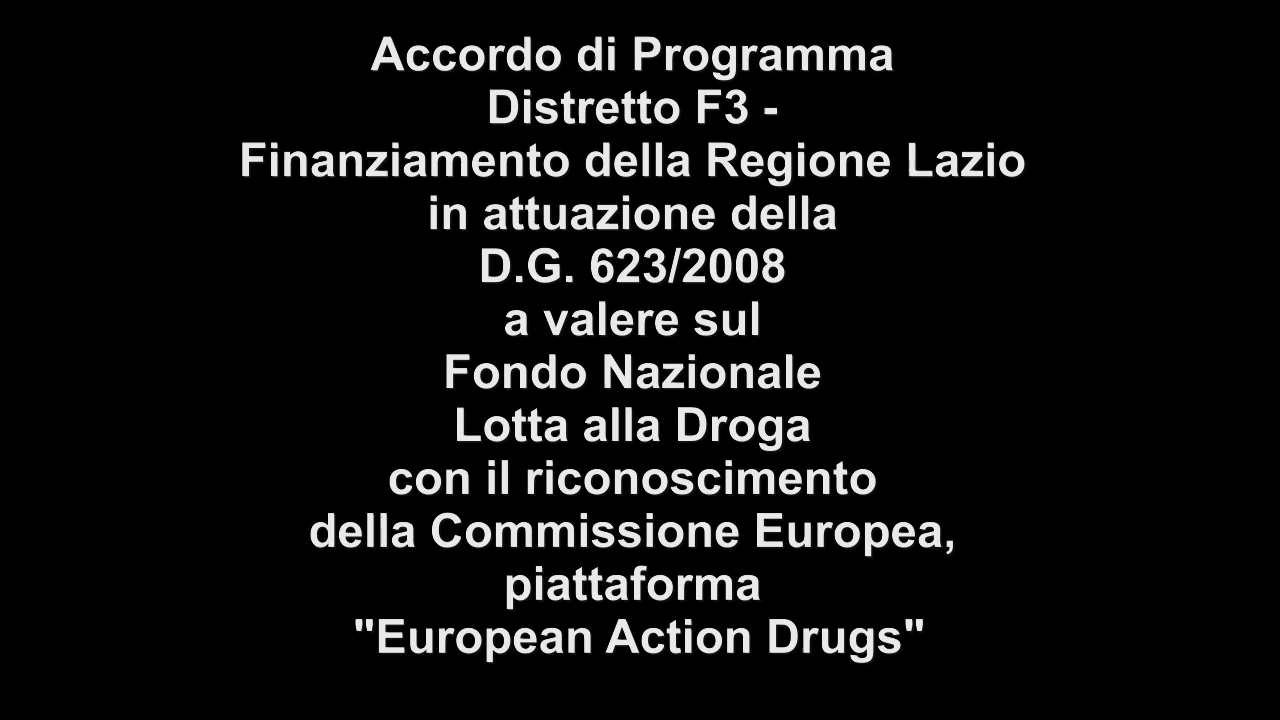 Accordo di Programma
Distretto F3 -
Finanziamento della Regione Lazio
in attuazione della
D.G. 623/2008
a valere sul
Fondo Nazionale
Lotta alla Droga
con il riconoscimento
della Commissione Europea,
piattaforma
"European Action Drugs"